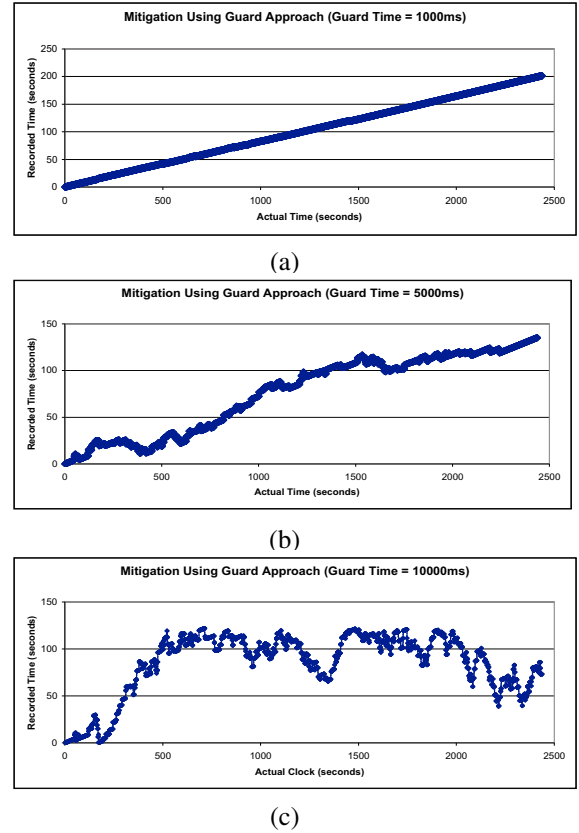 Mitigation Using Guard Approach (Guard Time = 1000ms)
Recorded Time (seconds)
250
200
150
100
50
0
0 500 1000 1500 2000 2500
Actual Time (seconds)
(a)
Mitigation Using Guard Approach (Guard Time = 5000ms)
Recorded Time (seconds)
150
100
50
0
0 500 1000 1500 2000 2500
Actual Time (seconds)
(b)
Mitigation Using Guard Approach (Guard Time = 10000ms)
Recorded Time (seconds)
150
100
50
0
0 500 1000 1500 2000 2500
Actual Clock (seconds)
(c)